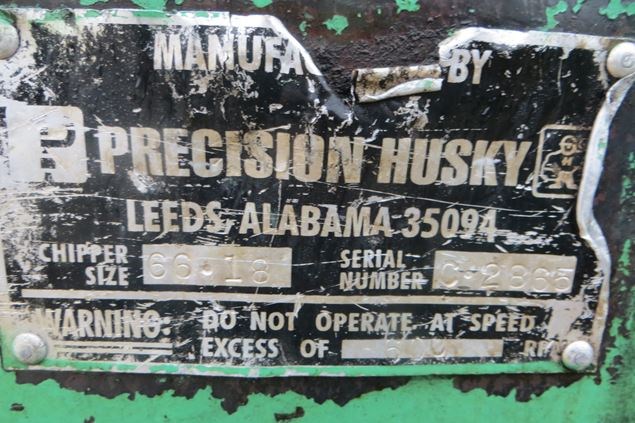 MANUFA BY
PRECISION HUSKY
LEEDS, ALABAMA 35094
CHIPPER SIZE 66-18 SERIAL NUMBER C-2865
WARNING: DO NOT OPERATE AT SPEED
EXCESS OF RP